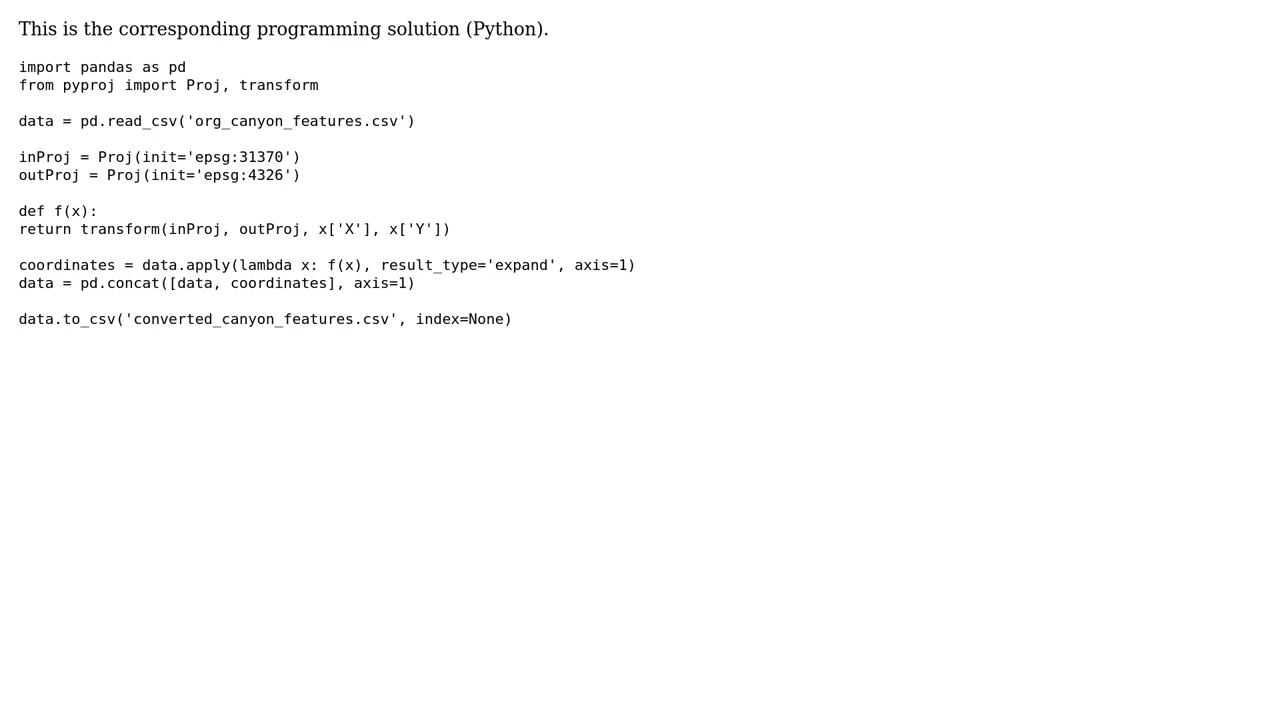 This is the corresponding programming solution (Python).
import pandas as pd
from pyproj import Proj, transform
data = pd.read_csv('org_canyon_features.csv')
inProj = Proj(init='epsg:31370')
outProj = Proj(init='epsg:4326')
def f(x):
return transform(inProj, outProj, x['X'], x['Y'])
coordinates = data.apply(lambda x: f(x), result_type='expand', axis=1)
data = pd.concat([data, coordinates], axis=1)
data.to_csv('converted_canyon_features.csv', index=None)